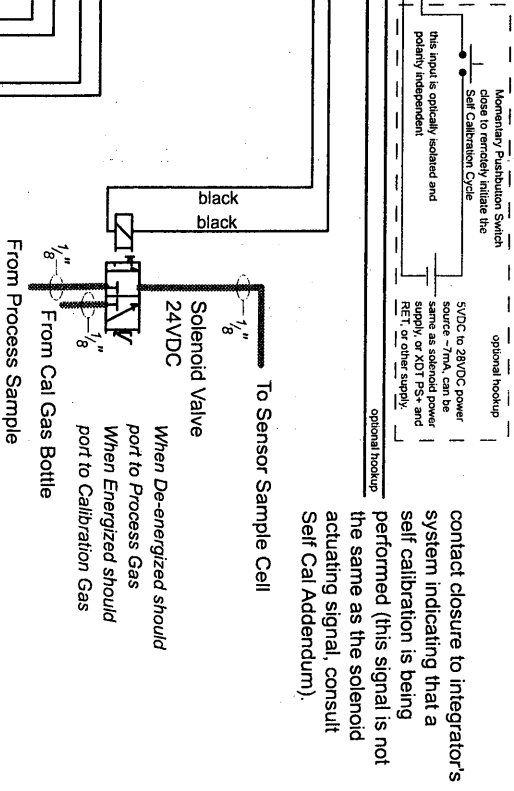 Momentary Pushbutton Switch
close to remotely initiate the
Self Calibration Cycle
this input is optically isolated and
polarity independent
optional hookup
5VDC to 28VDC power
source ~7mA, can be
same as solenoid power
supply, or XDT PS+ and
RET, or other supply.
optional hookup
contact closure to integrator's
system indicating that a
self calibration is being
performed (this signal is not
the same as the solenoid
actuating signal, consult
Self Cal Addendum).
black
black
1/8"
To Sensor Sample Cell
Solenoid Valve
24VDC
When De-energized should
port to Process Gas
When Energized should
port to Calibration Gas
1/8"
1/8"
From Cal Gas Bottle
From Process Sample